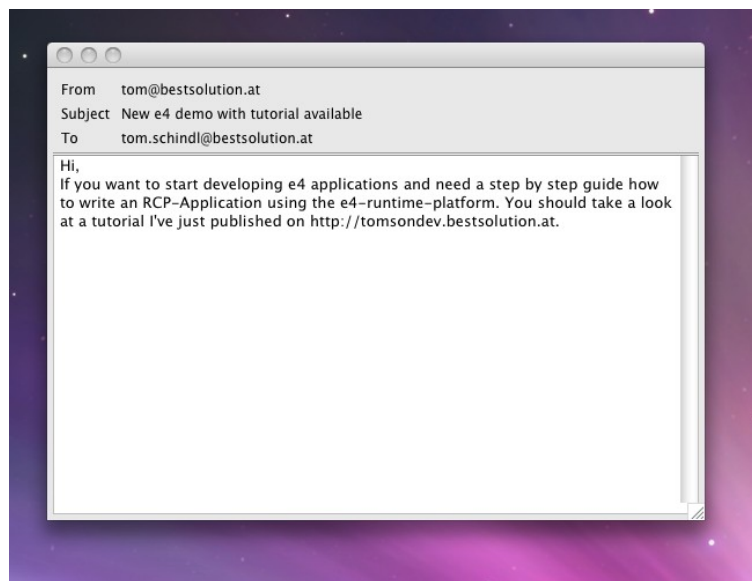 From tom@bestsolution.at
Subject New e4 demo with tutorial available
To tom.schindl@bestsolution.at
Hi,
If you want to start developing e4 applications and need a step by step guide how
to write an RCP-Application using the e4-runtime-platform. You should take a look
at a tutorial I've just published on http://tomsondev.bestsolution.at.